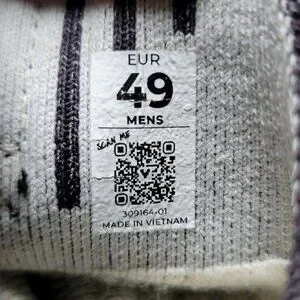 EUR
49
MENS
SCAN ME
309164-01
MADE IN VIETNAM